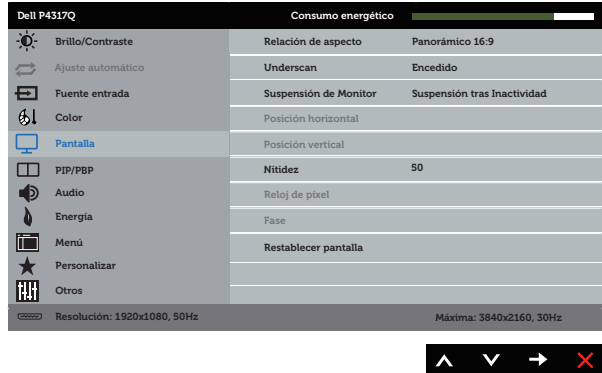 Dell P4317Q Consumo energético
Brillo/Contraste Relación de aspecto Panorámico 16:9
Ajuste automático Underscan Encedido
Fuente entrada Suspensión de Monitor Suspensión tras Inactividad
Color Posición horizontal
Pantalla Posición vertical
PIP/PBP Nitidez 50
Audio Reloj de píxel
Energía Fase
Menú Restablecer pantalla
Personalizar
Otros
Resolución: 1920x1080, 50Hz Máxima: 3840x2160, 30Hz